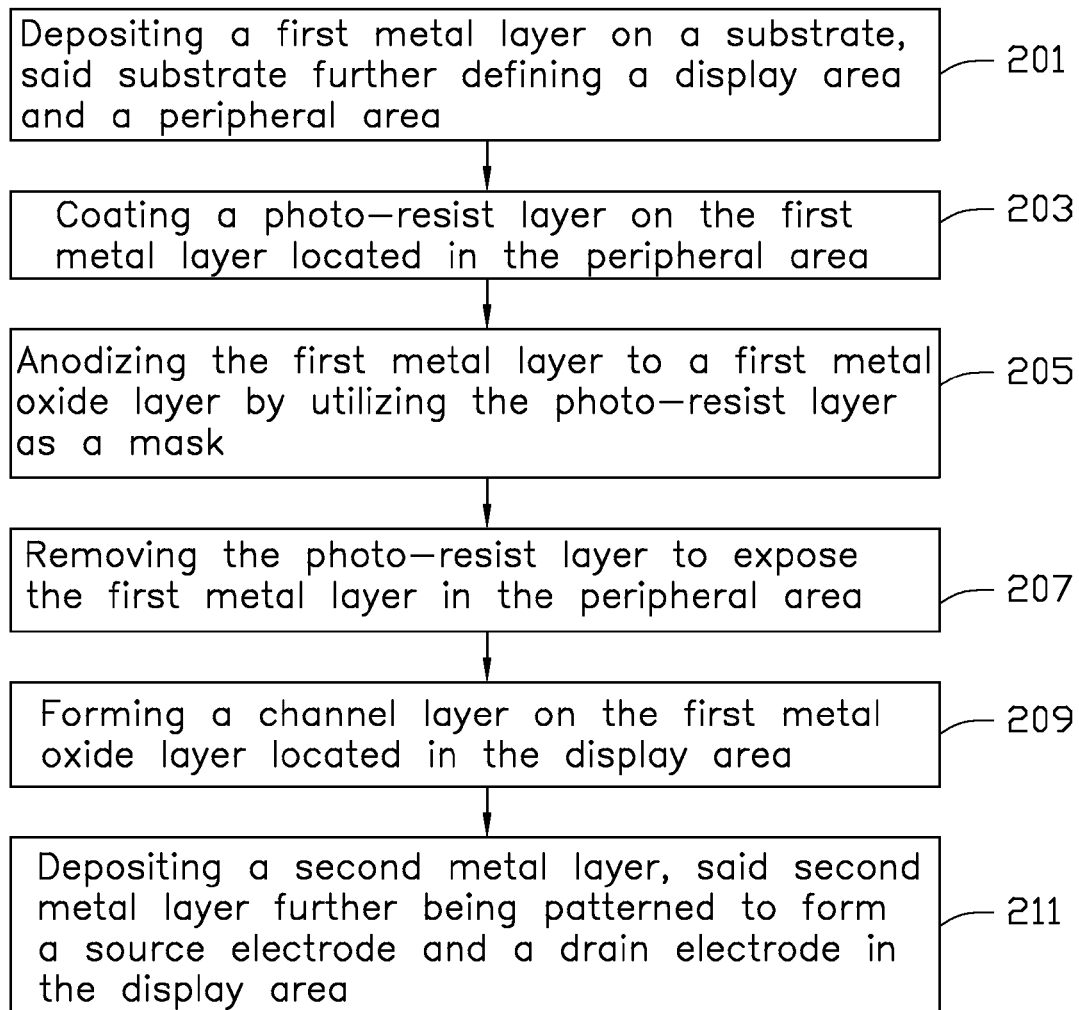 Depositing a first metal layer on a substrate,
said substrate further defining a display area
and a peripheral area
201
Coating a photo-resist layer on the first
metal layer located in the peripheral area
203
Anodizing the first metal layer to a first metal
oxide layer by utilizing the photo-resist layer
as a mask
205
Removing the photo-resist layer to expose
the first metal layer in the peripheral area
207
Forming a channel layer on the first metal
oxide layer located in the display area
209
Depositing a second metal layer, said second
metal layer further being patterned to form
a source electrode and a drain electrode in
the display area
211